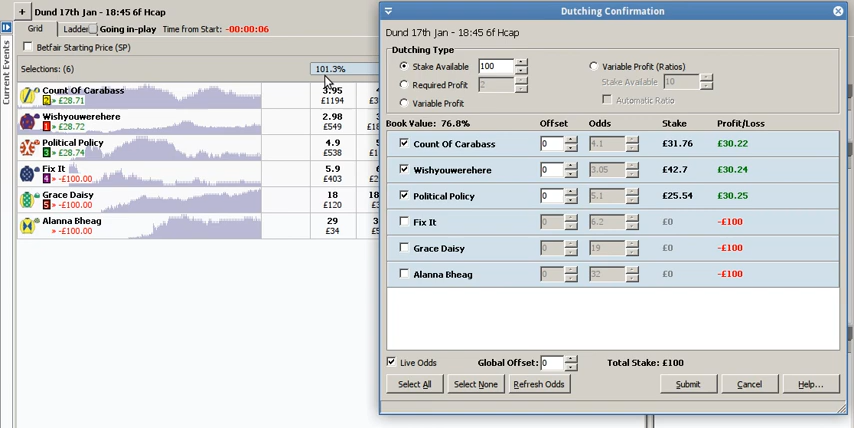 + Dund 17th Jan - 18:45 6f Hcap
Grid Ladder Going in-play Time from Start: -00:00:06
Betfair Starting Price (SP)
Selections: (6) 101.3%
Current Events
Count Of Carabass 3.95
2 » £28.71 £1194
Wishyouwerehere 2.98
1 » £28.72 £549
Political Policy 4.9
3 » £28.74 £538
Fix It 5.9
4 » -£100.00 £403
Grace Daisy 18
5 » -£100.00 £120
Alanna Bheag 29
» -£100.00 £34
Dutching Confirmation
Dund 17th Jan - 18:45 6f Hcap
Dutching Type
Stake Available 100 Variable Profit (Ratios)
Required Profit 2 Stake Available 10
Variable Profit Automatic Ratio
Book Value: 76.8% Offset Odds Stake Profit/Loss
Count Of Carabass 0 4.1 £31.76 £30.22
Wishyouwerehere 0 3.05 £42.7 £30.24
Political Policy 0 5.1 £25.54 £30.25
Fix It 0 6.2 £0 -£100
Grace Daisy 0 19 £0 -£100
Alanna Bheag 0 32 £0 -£100
Live Odds Global Offset: 0 Total Stake: £100
Select All Select None Refresh Odds Submit Cancel Help...